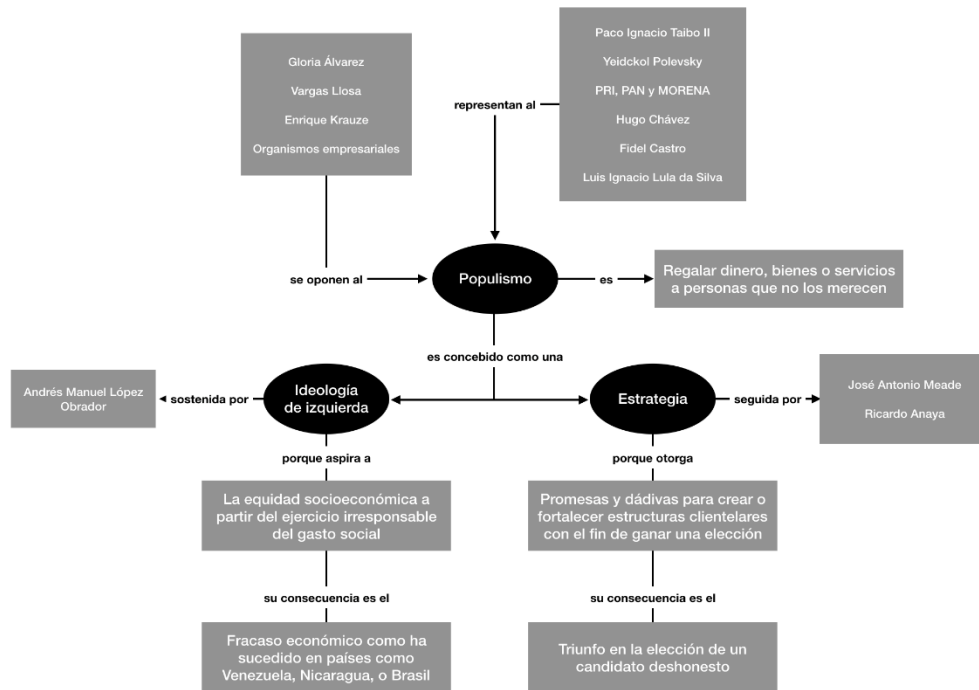 Gloria Álvarez
Vargas Llosa
Enrique Krauze
Organismos empresariales
representan al
Paco Ignacio Taibo II
Yeidckol Polevsky
PRI, PAN y MORENA
Hugo Chávez
Fidel Castro
Luis Ignacio Lula da Silva
se oponen al
Populismo
es
Regalar dinero, bienes o servicios
a personas que no los merecen
es concebido como una
Andrés Manuel López
Obrador
sostenida por
Ideología
de izquierda
Estrategia
seguida por
José Antonio Meade
Ricardo Anaya
porque aspira a
porque otorga
La equidad socioeconómica a
partir del ejercicio irresponsable
del gasto social
Promesas y dádivas para crear o
fortalecer estructuras clientelares
con el fin de ganar una elección
su consecuencia es el
su consecuencia es el
Fracaso económico como ha
sucedido en países como
Venezuela, Nicaragua, o Brasil
Triunfo en la elección de un
candidato deshonesto